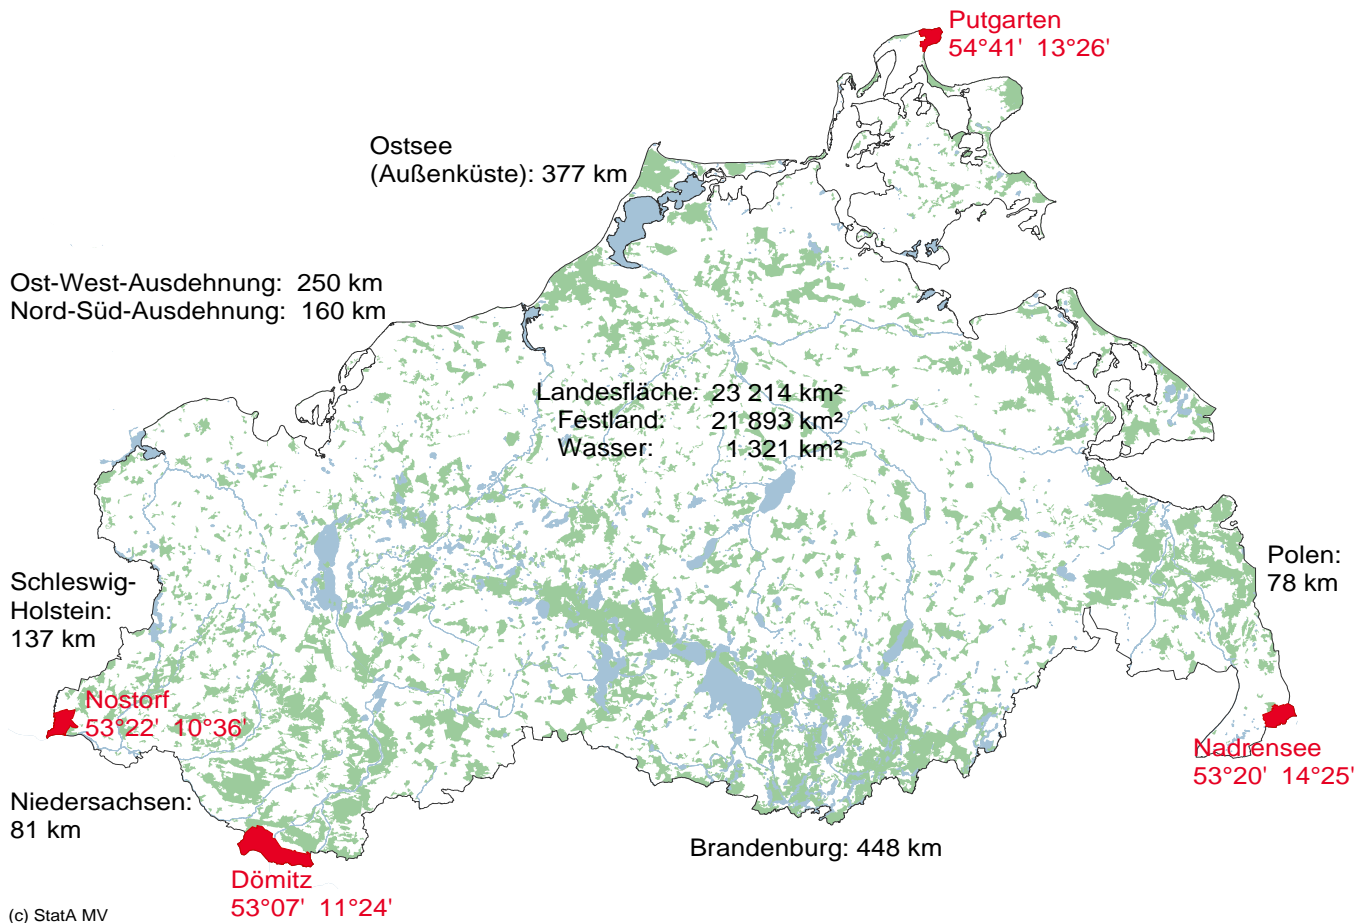 Putgarten
54°41' 13°26'
Ostsee
(Außenküste): 377 km
Ost-West-Ausdehnung: 250 km
Nord-Süd-Ausdehnung: 160 km
Landesfläche: 23 214 km²
Festland: 21 893 km²
Wasser: 1 321 km²
Polen:
78 km
Schleswig-
Holstein:
137 km
Nostorf
53°22' 10°36'
Nadrensee
53°20' 14°25'
Niedersachsen:
81 km
Brandenburg: 448 km
Dömitz
53°07' 11°24'
(c) StatA MV